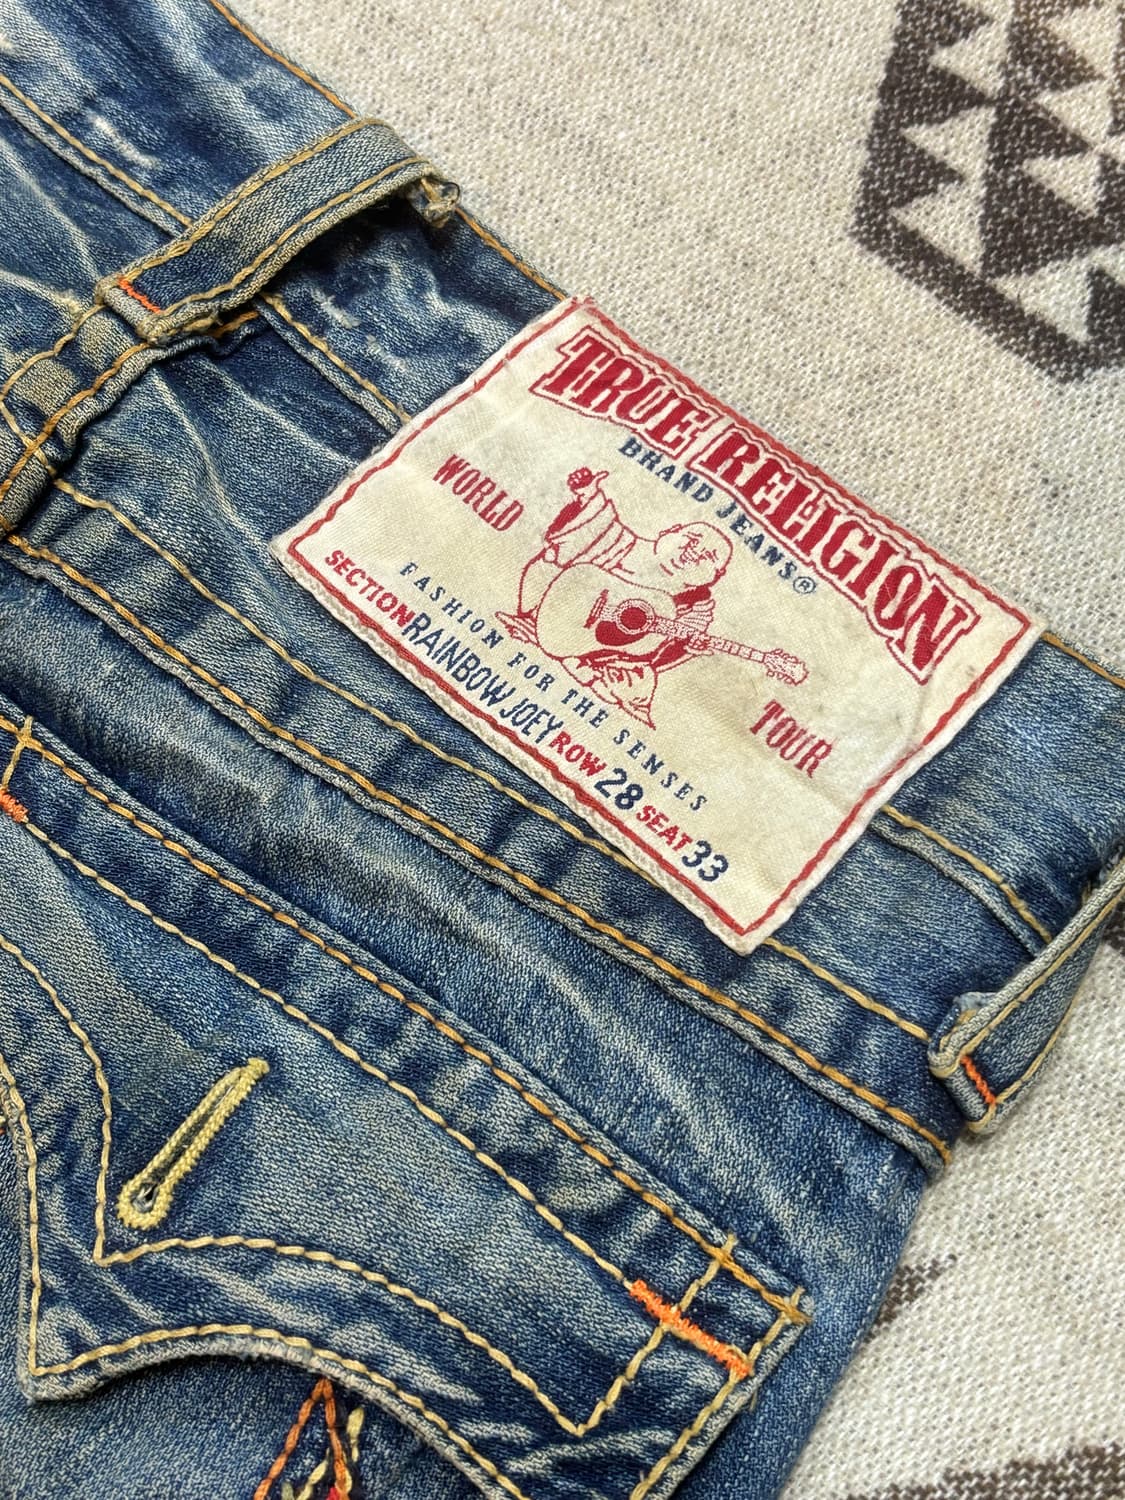 TRUE RELIGION
BRAND JEANS®
WORLD TOUR
FASHION FOR THE SENSES
SECTION RAINBOW JOEY ROW 28 SEAT 33